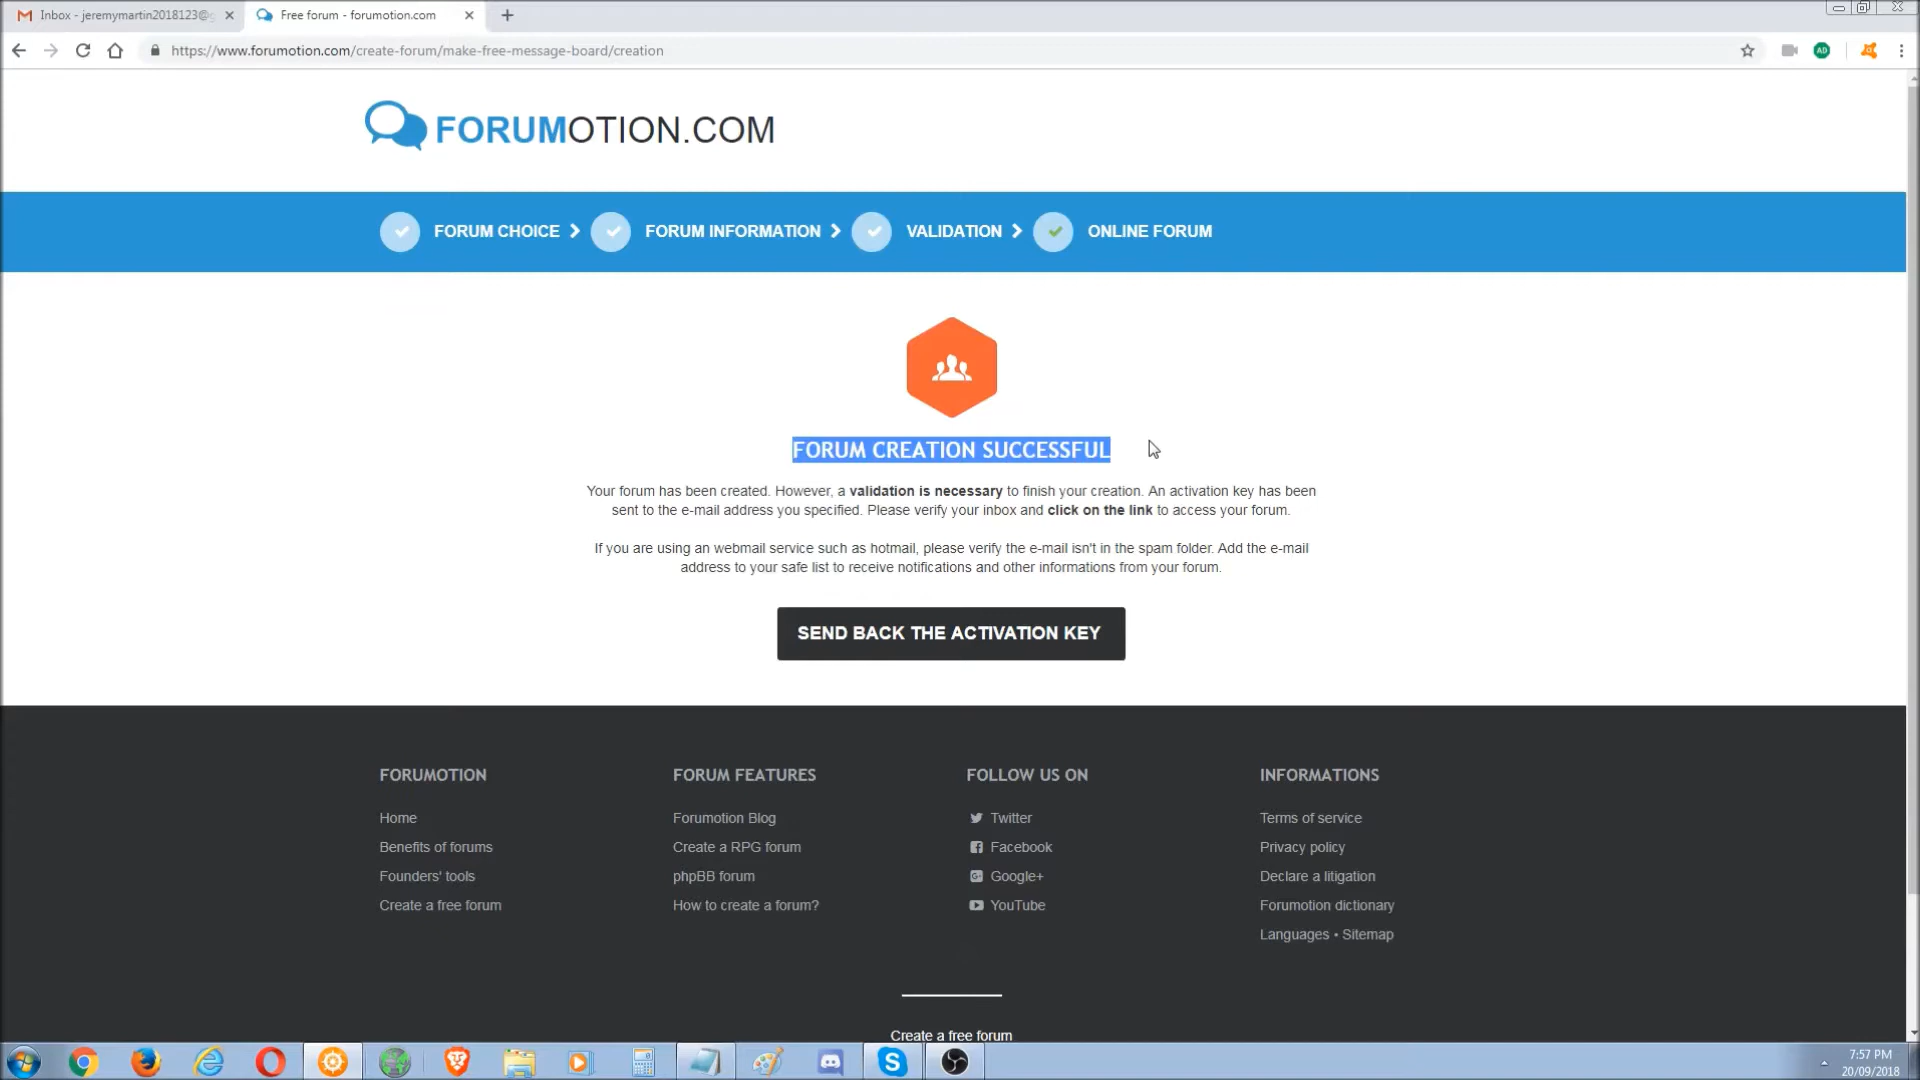 Inbox - jeremymartin2018123@g
Free forum - forumotion.com
https://www.forumotion.com/create-forum/make-free-message-board/creation
AD
FORUMOTION.COM
FORUM CHOICE
FORUM INFORMATION
VALIDATION
ONLINE FORUM
FORUM CREATION SUCCESSFUL
Your forum has been created. However, a validation is necessary to finish your creation. An activation key has been
sent to the e-mail address you specified. Please verify your inbox and click on the link to access your forum.
If you are using an webmail service such as hotmail, please verify the e-mail isn't in the spam folder. Add the e-mail
address to your safe list to receive notifications and other informations from your forum.
SEND BACK THE ACTIVATION KEY
FORUMOTION
Home
Benefits of forums
Founders' tools
Create a free forum
FORUM FEATURES
Forumotion Blog
Create a RPG forum
phpBB forum
How to create a forum?
FOLLOW US ON
Twitter
Facebook
Google+
YouTube
INFORMATIONS
Terms of service
Privacy policy
Declare a litigation
Forumotion dictionary
Languages • Sitemap
Create a free forum
7:57 PM
20/09/2018